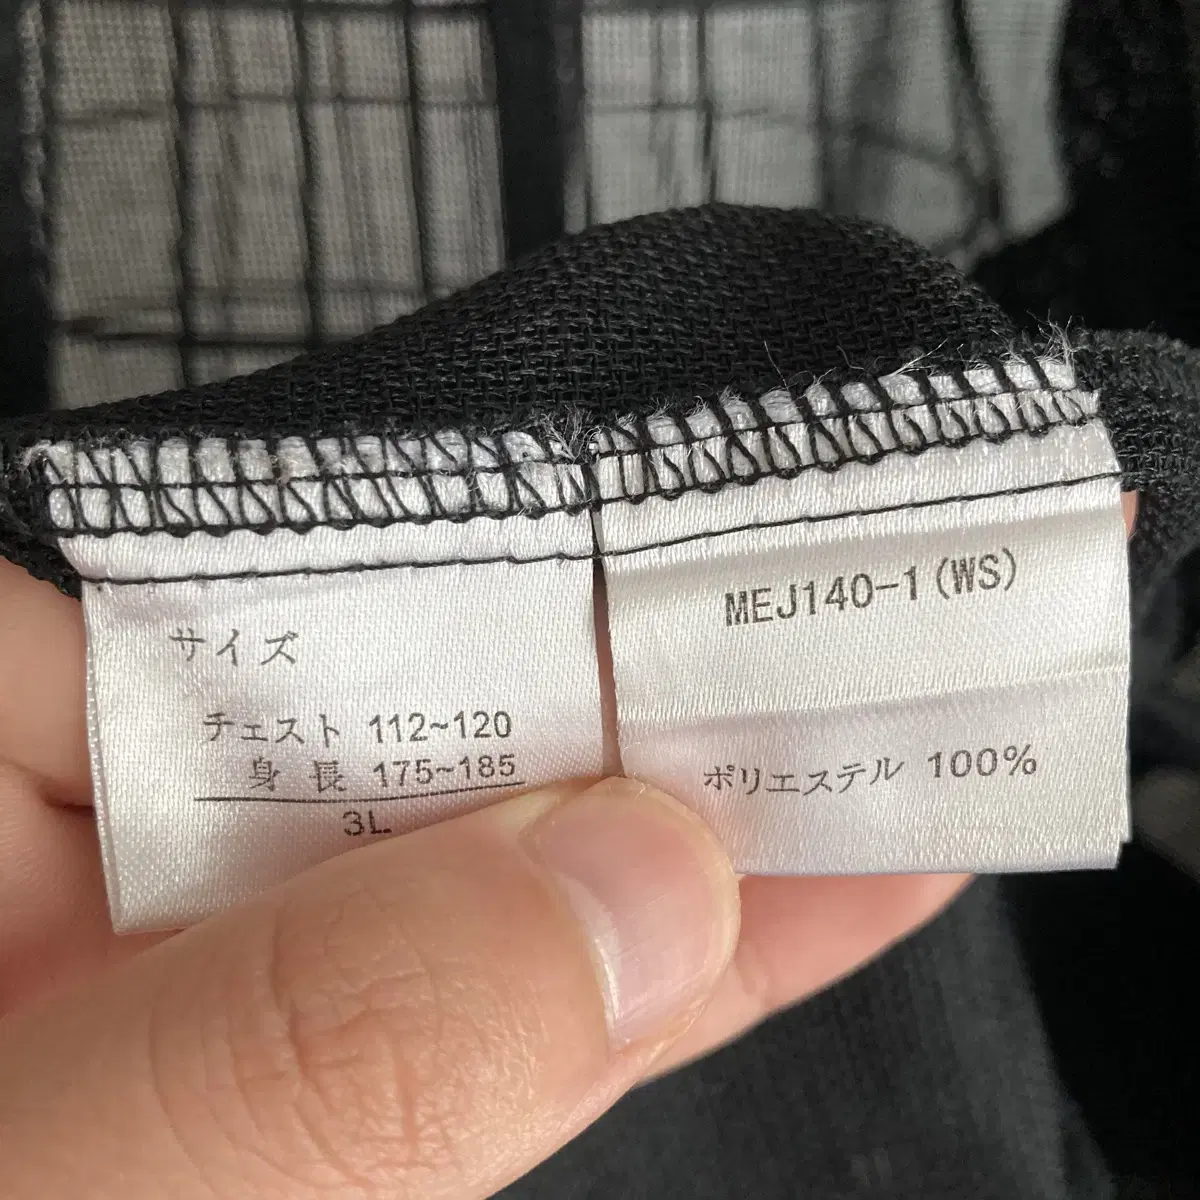 サイズ
チェスト 112~120
身長 175~185
3L
MEJ140-1(WS)
ポリエステル 100%